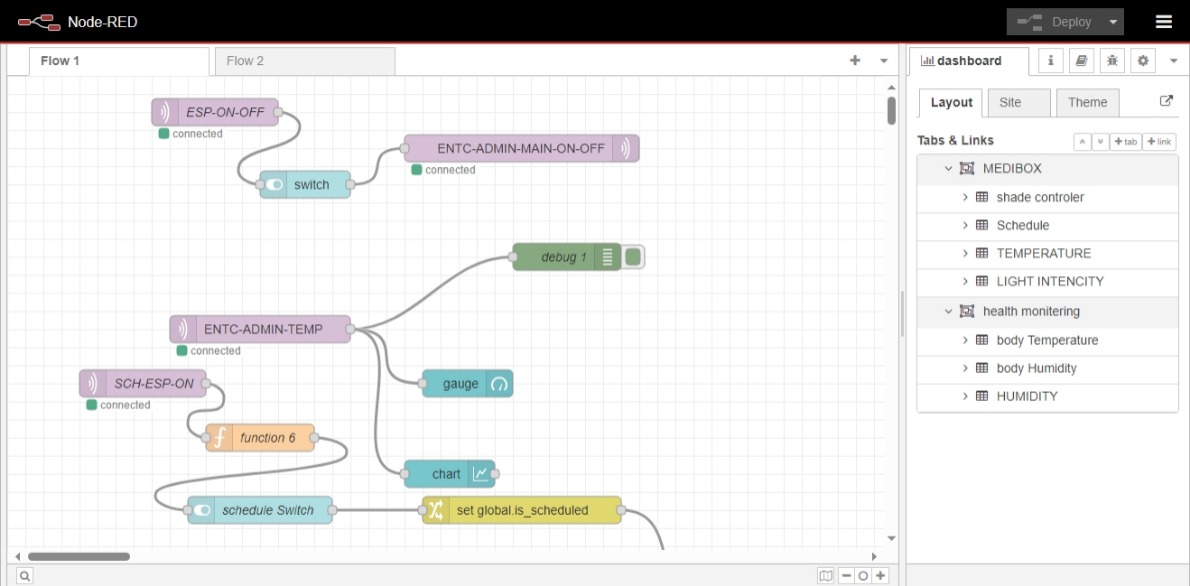 Node-RED
Deploy
Flow 1
Flow 2
dashboard
i
Layout
Site
Theme
Tabs & Links
+tab
+link
MEDIBOX
shade controler
Schedule
TEMPERATURE
LIGHT INTENCITY
health monitering
body Temperature
body Humidity
HUMIDITY
ESP-ON-OFF
connected
ENTC-ADMIN-MAIN-ON-OFF
connected
switch
debug 1
ENTC-ADMIN-TEMP
connected
SCH-ESP-ON
connected
gauge
f
function 6
chart
schedule Switch
set global.is_scheduled